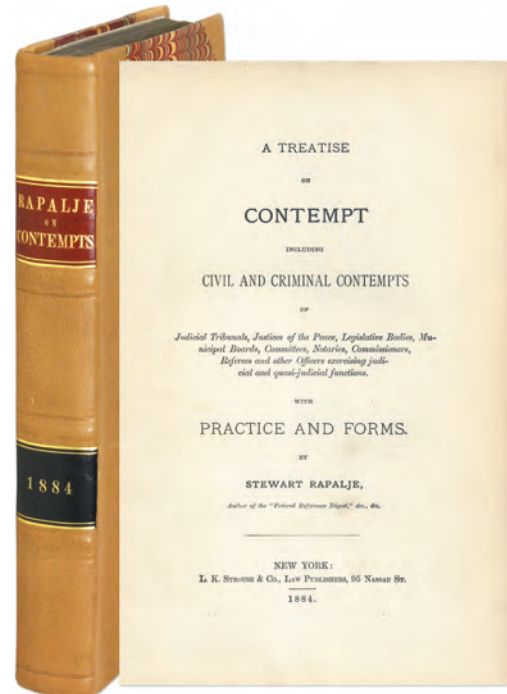 RAPALJE
ON
CONTEMPTS
1884
A TREATISE
ON
CONTEMPT
INCLUDING
CIVIL AND CRIMINAL CONTEMPTS
OF
Judicial Tribunals, Justices of the Peace, Legislative Bodies, Mu-
nicipal Boards, Committees, Notaries, Commissioners,
Referees and other Officers exercising judi-
cial and quasi-judicial functions.
WITH
PRACTICE AND FORMS.
BY
STEWART RAPALJE,
Author of the "Federal Reference Digest," &c., &c.
NEW YORK:
L. K. STROUSE & CO., LAW PUBLISHERS, 95 NASSAU ST.
1884.